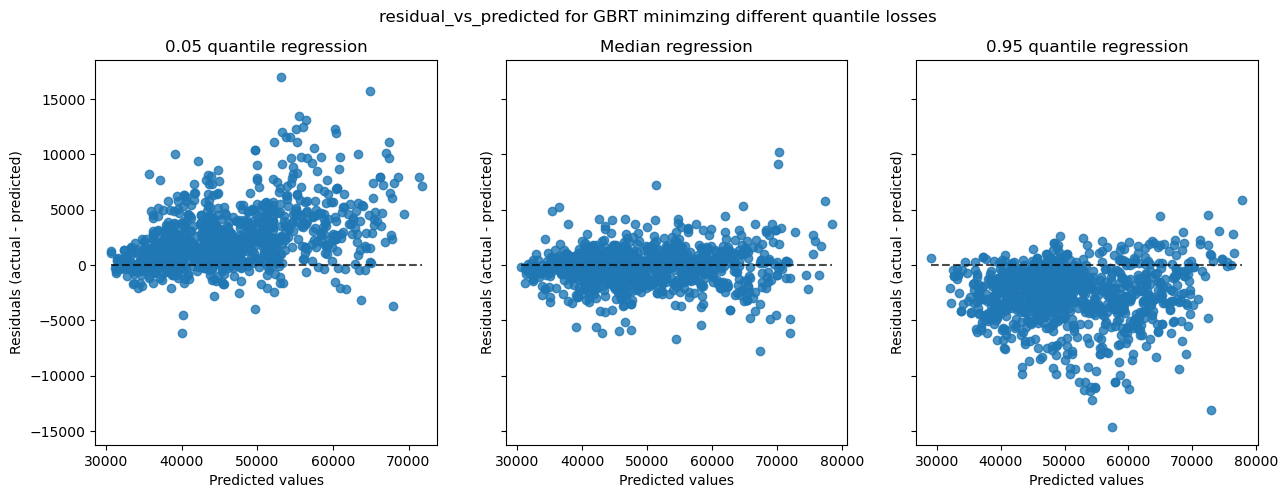 residual_vs_predicted for GBRT minimzing different quantile losses
0.05 quantile regression
Median regression
0.95 quantile regression
Residuals (actual - predicted)
15000
10000
5000
0
−5000
−10000
−15000
30000 40000 50000 60000 70000
Predicted values
Residuals (actual - predicted)
30000 40000 50000 60000 70000 80000
Predicted values
Residuals (actual - predicted)
30000 40000 50000 60000 70000 80000
Predicted values